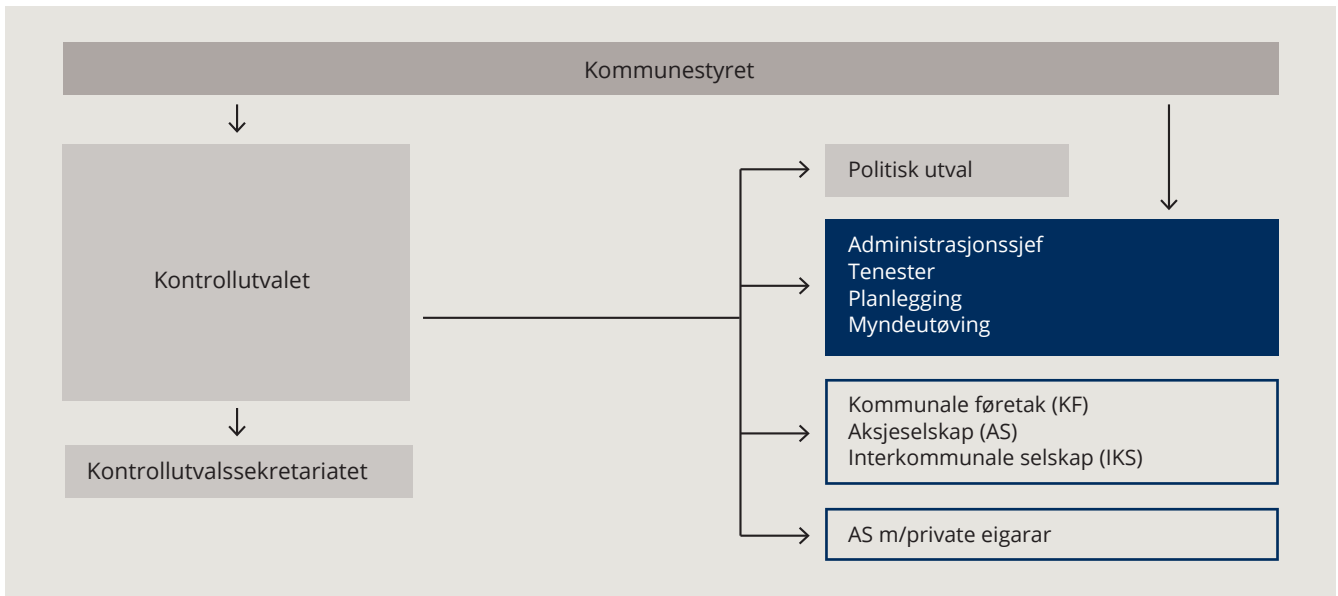 Kommunestyret
Kontrollutvalet
Kontrollutvalssekretariatet
Politisk utval
Administrasjonssjef
Tenester
Planlegging
Myndeutøving
Kommunale føretak (KF)
Aksjeselskap (AS)
Interkommunale selskap (IKS)
AS m/private eigarar